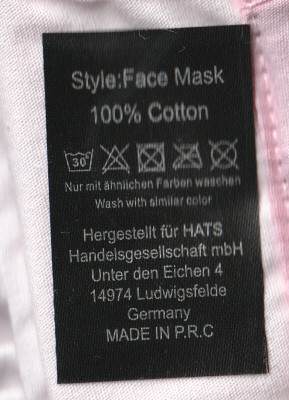 Style:Face Mask
100% Cotton
30°
Nur mit ähnlichen Farben waschen
Wash with similar color
Hergestellt für HATS
Handelsgesellschaft mbH
Unter den Eichen 4
14974 Ludwigsfelde
Germany
MADE IN P.R.C